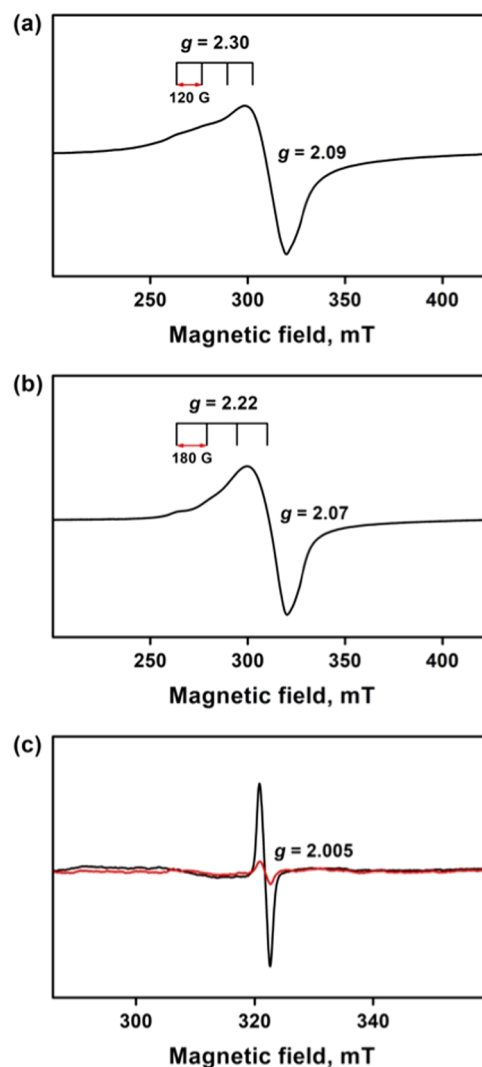 (a)
g = 2.30
120 G
g = 2.09
250 300 350 400
Magnetic field, mT
(b)
g = 2.22
180 G
g = 2.07
250 300 350 400
Magnetic field, mT
(c)
g = 2.005
300 320 340
Magnetic field, mT